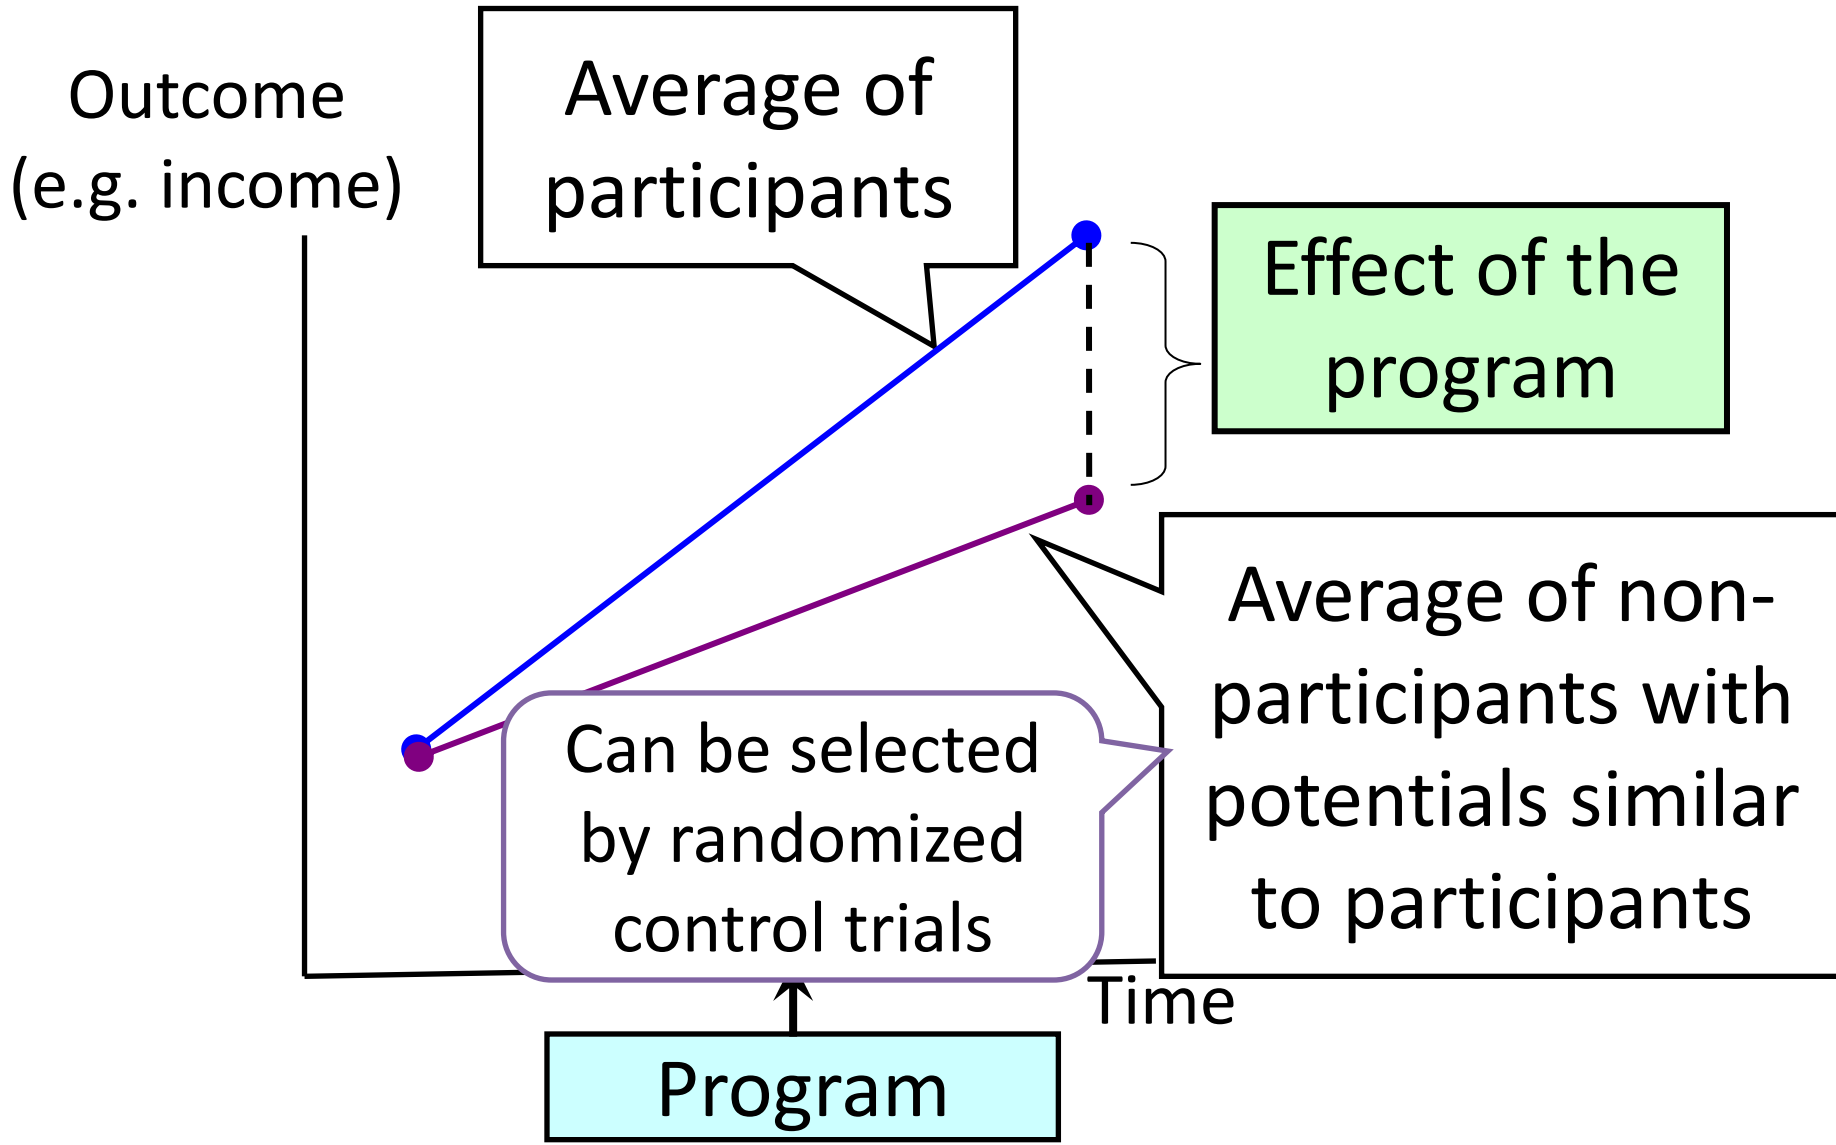 Outcome
(e.g. income)
Average of
participants
Effect of the
program
Average of non-
participants with
potentials similar
to participants
Can be selected
by randomized
control trials
Time
Program